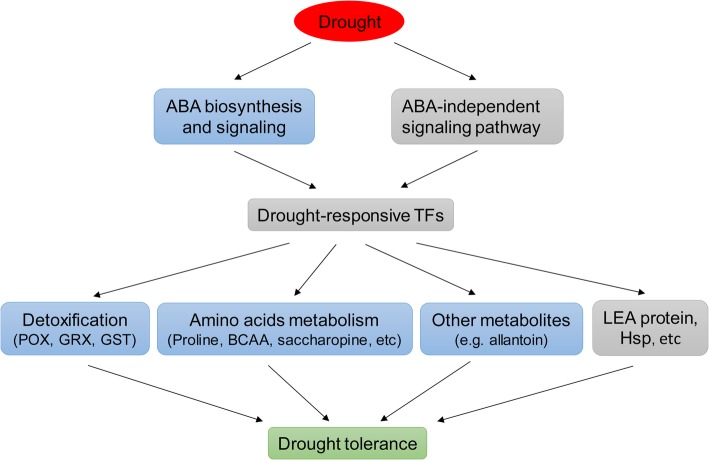 Drought
ABA biosynthesis
and signaling
ABA-independent
signaling pathway
Drought-responsive TFs
Detoxification
(POX, GRX, GST)
Amino acids metabolism
(Proline, BCAA, saccharopine, etc)
Other metabolites
(e.g. allantoin)
LEA protein,
Hsp, etc
Drought tolerance